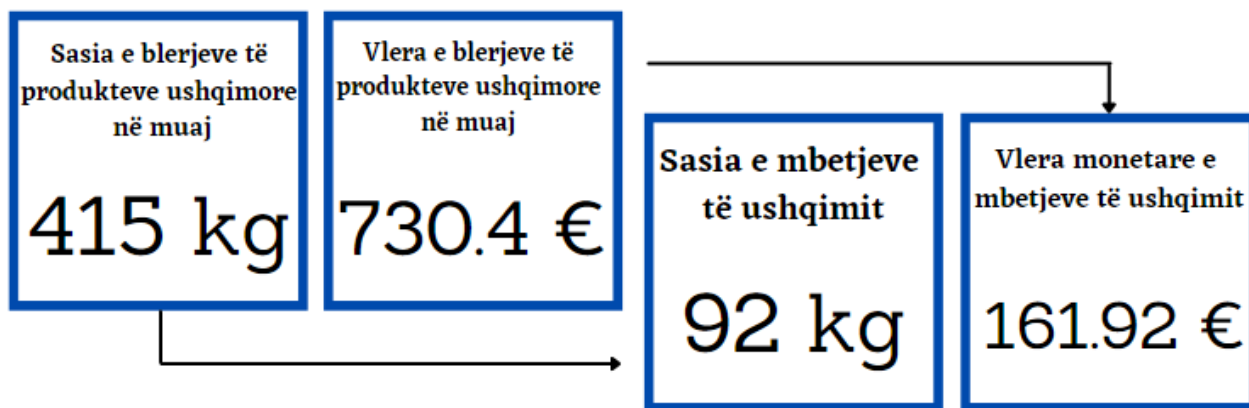 Sasia e blerjeve të
produkteve ushqimore
në muaj
415 kg
Vlera e blerjeve të
produkteve ushqimore
në muaj
730.4 €
Sasia e mbetjeve
të ushqimit
92 kg
Vlera monetare e
mbetjeve të ushqimit
161.92 €